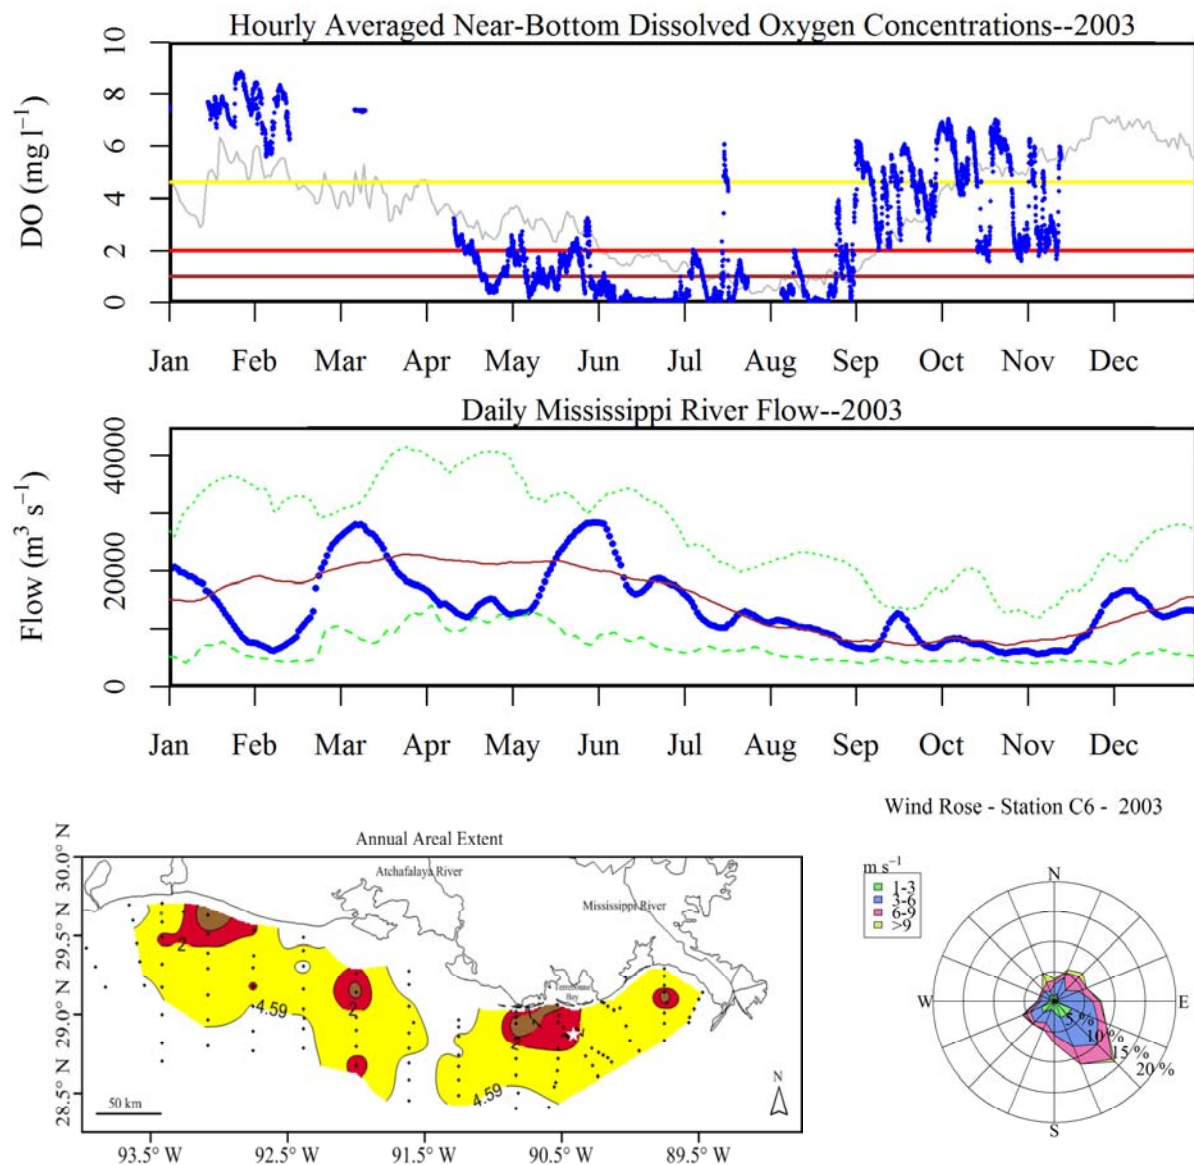 Hourly Averaged Near-Bottom Dissolved Oxygen Concentrations--2003
DO (mg l⁻¹)
10
8
6
4
2
0
Jan Feb Mar Apr May Jun Jul Aug Sep Oct Nov Dec
Daily Mississippi River Flow--2003
Flow (m³ s⁻¹)
40000
20000
0
Jan Feb Mar Apr May Jun Jul Aug Sep Oct Nov Dec
Annual Areal Extent
30.0° N
29.5° N
29.0° N
28.5° N
Atchafalaya River
Mississippi River
Terrebonne
Bay
2
2
2
4.59
4.59
50 km
N
93.5° W 92.5° W 91.5° W 90.5° W 89.5° W
Wind Rose - Station C6 - 2003
m s⁻¹
1-3
3-6
6-9
>9
N
W
E
S
5 %
10 %
15 %
20 %